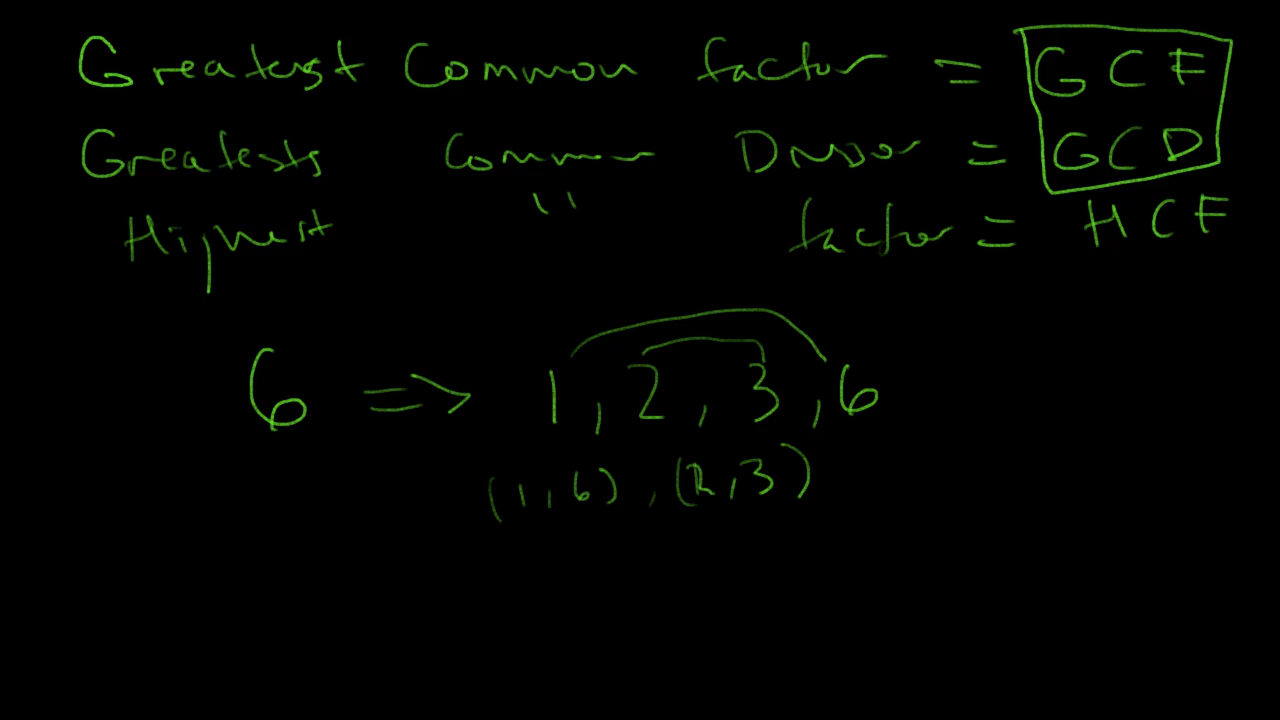 Greatest Common factor = GCF
Greatests Common Divisor = GCD
Highest " factor = HCF
6 => 1, 2, 3, 6
(1, 6), (2, 3)